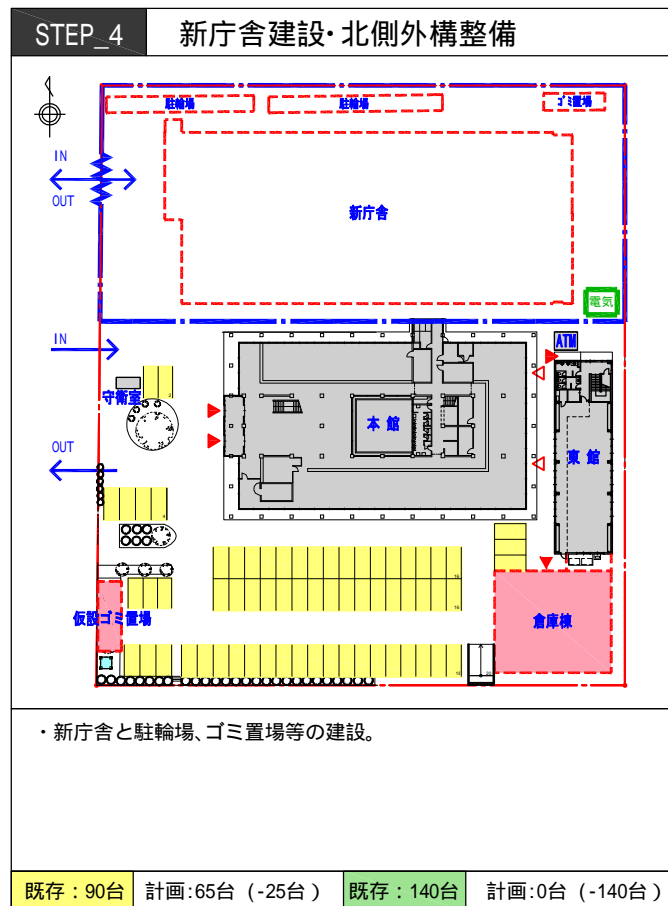 STEP_4 新庁舎建設・北側外構整備
駐輪場 駐輪場 ゴミ置場
IN
OUT
新庁舎
電気
IN
ATM
守衛室
本館
OUT
東館
仮設ゴミ置場
倉庫棟
・新庁舎と駐輪場、ゴミ置場等の建設。
既存：90台 計画:65台（-25台） 既存：140台 計画:0台（-140台）